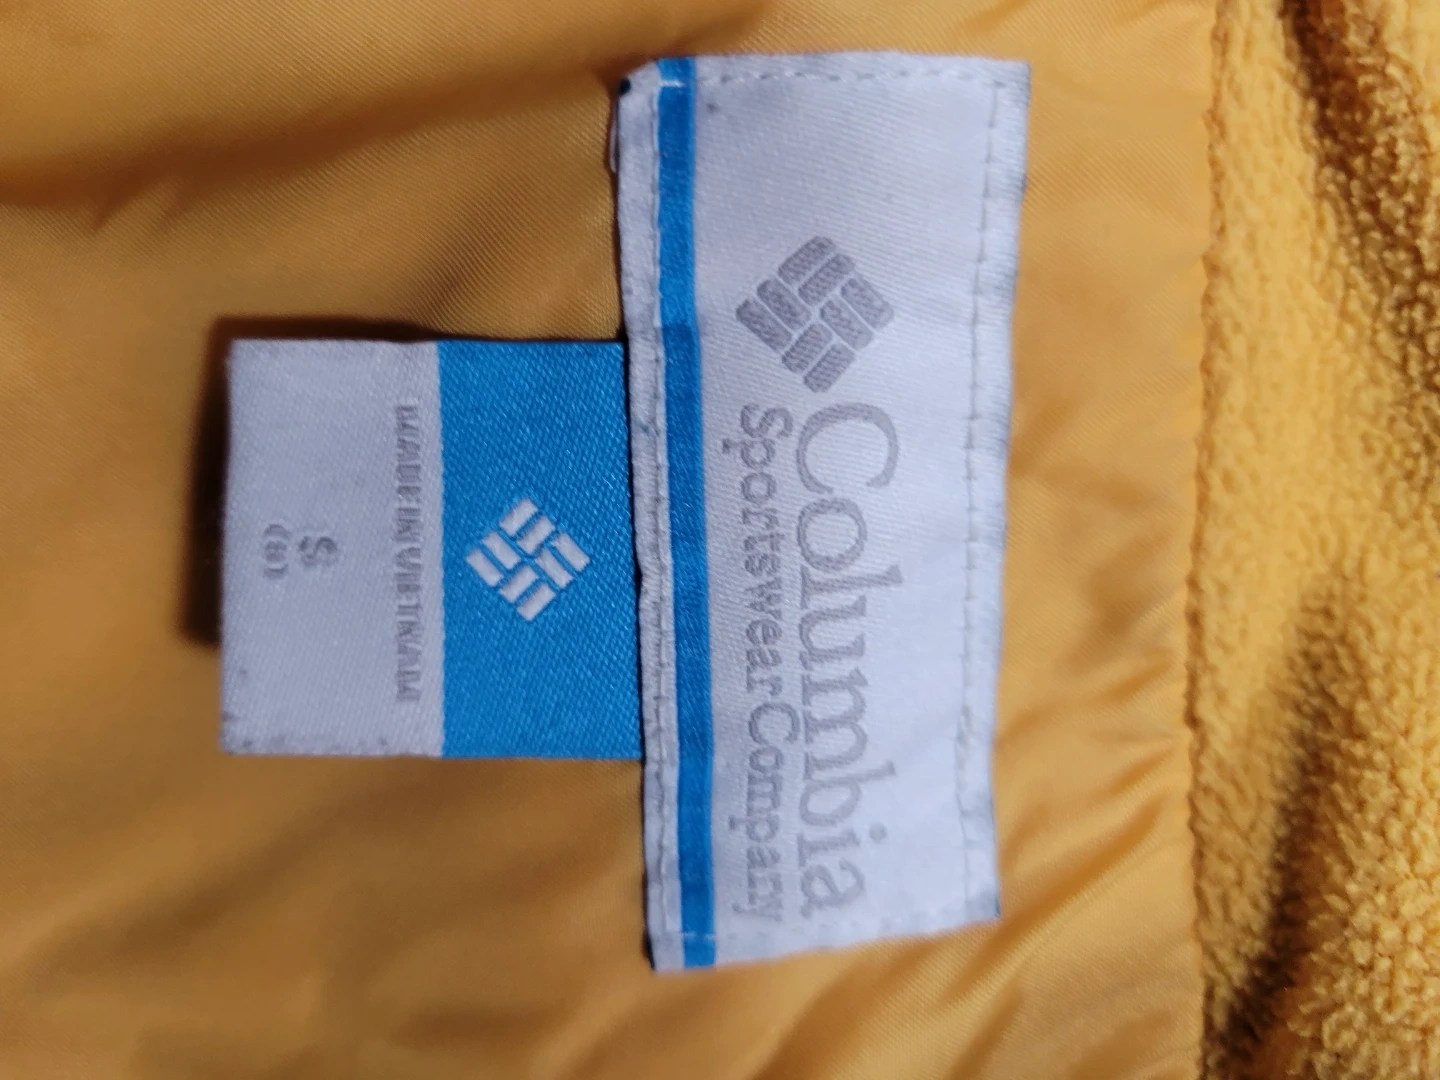 Columbia
Sportswear Company
MADE IN VIETNAM
S
(8)